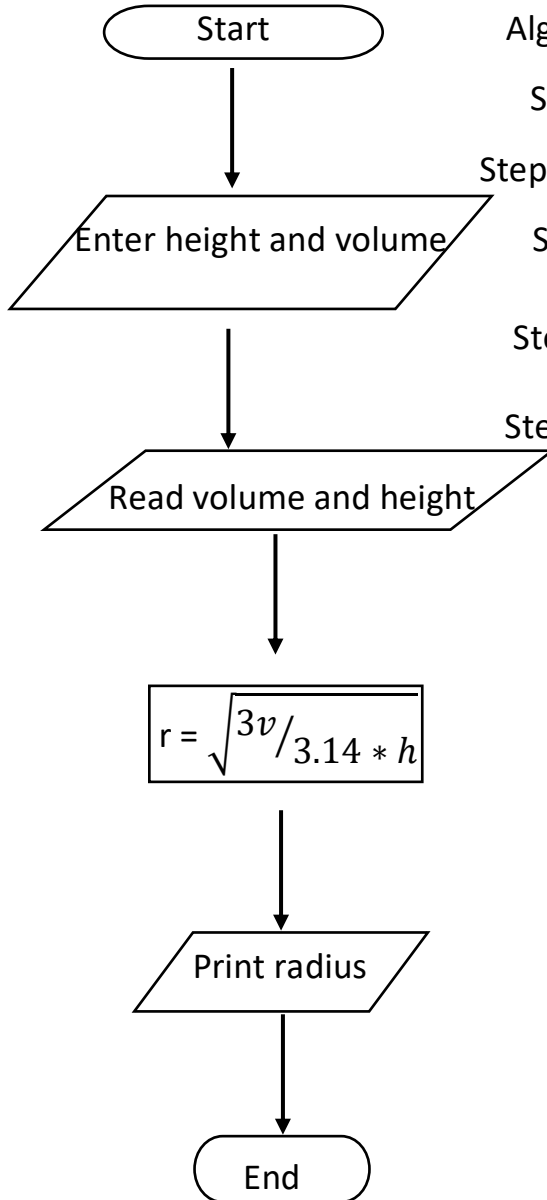 Start
Enter height and volume
Read volume and height
r = √3v/3.14 * h
Print radius
End